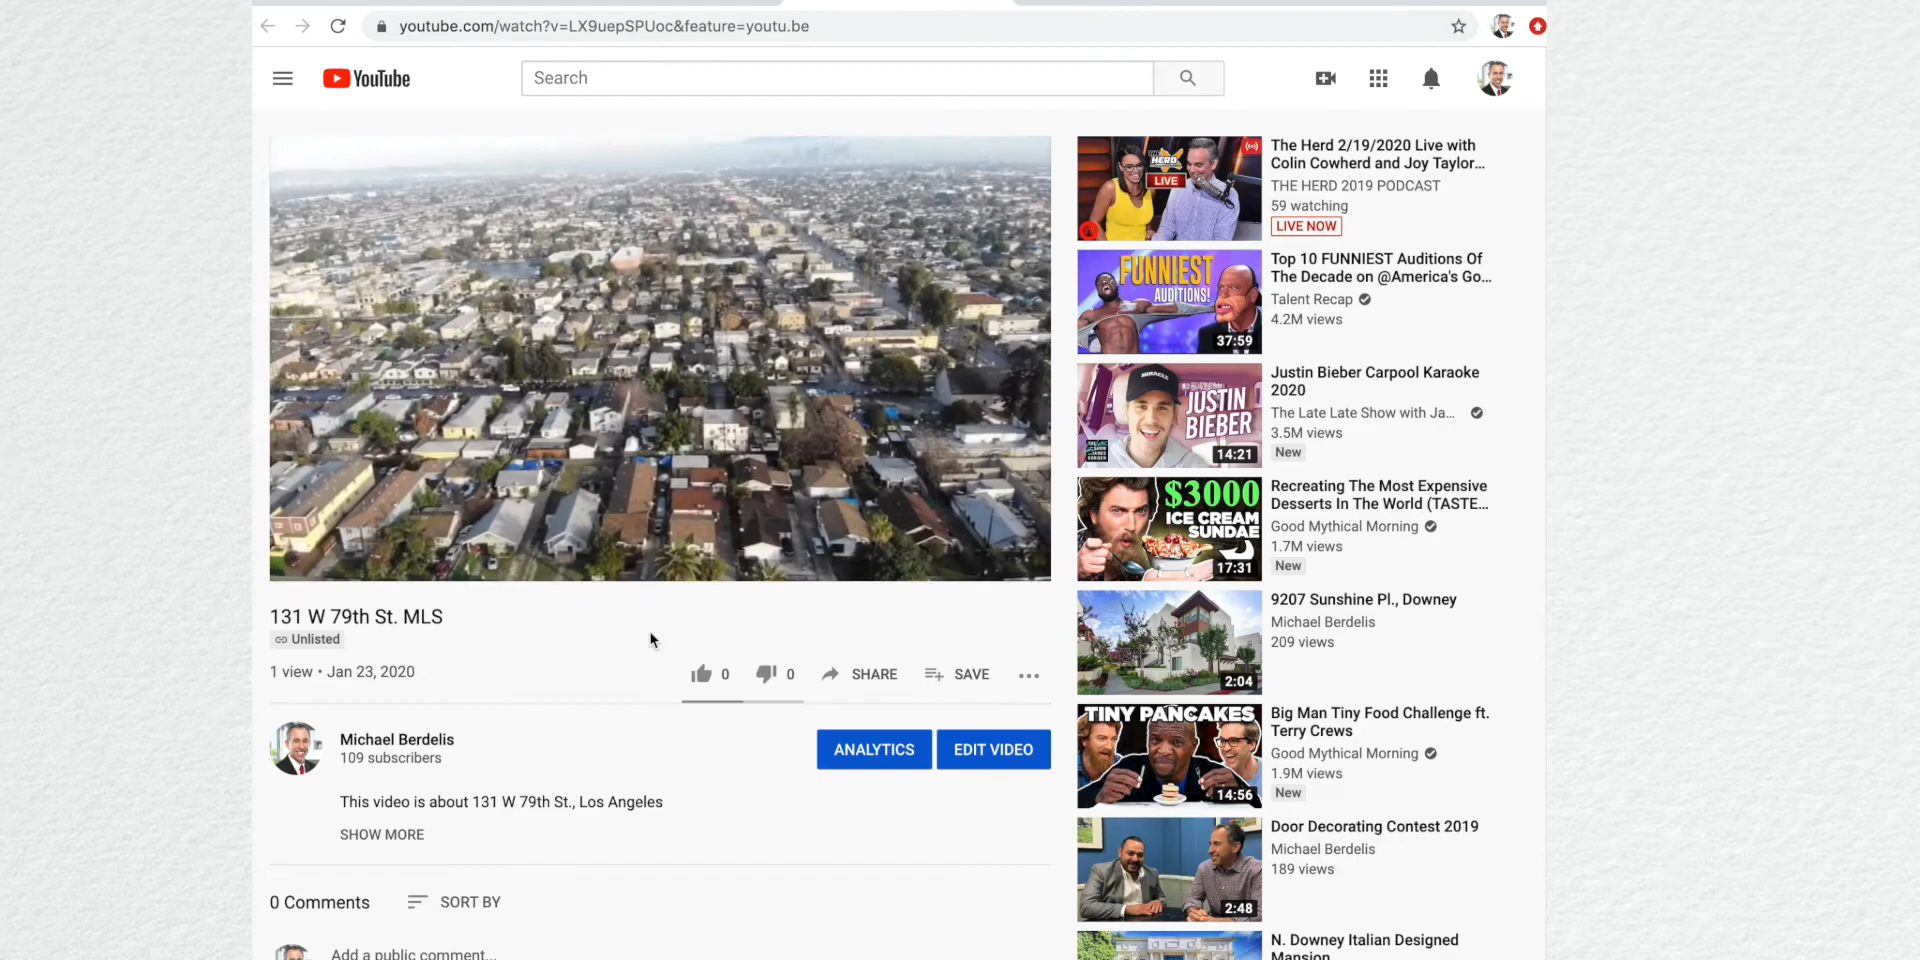 youtube.com/watch?v=LX9uepSPUoc&feature=youtu.be
YouTube
Search
131 W 79th St. MLS
Unlisted
1 view • Jan 23, 2020
0
0
SHARE
SAVE
Michael Berdelis
109 subscribers
ANALYTICS
EDIT VIDEO
This video is about 131 W 79th St., Los Angeles
SHOW MORE
0 Comments
SORT BY
Add a public comment...
THE HERD
LIVE
The Herd 2/19/2020 Live with
Colin Cowherd and Joy Taylor...
THE HERD 2019 PODCAST
59 watching
LIVE NOW
FUNNIEST
AUDITIONS!
37:59
Top 10 FUNNIEST Auditions Of
The Decade on @America's Go...
Talent Recap
4.2M views
MIRACLE
JUSTIN
BIEBER
14:21
Justin Bieber Carpool Karaoke
2020
The Late Late Show with Ja...
3.5M views
New
$3000
ICE CREAM
SUNDAE
17:31
Recreating The Most Expensive
Desserts In The World (TASTE...
Good Mythical Morning
1.7M views
New
2:04
9207 Sunshine Pl., Downey
Michael Berdelis
209 views
TINY PANCAKES
14:56
Big Man Tiny Food Challenge ft.
Terry Crews
Good Mythical Morning
1.9M views
New
2:48
Door Decorating Contest 2019
Michael Berdelis
189 views
N. Downey Italian Designed
Mansion